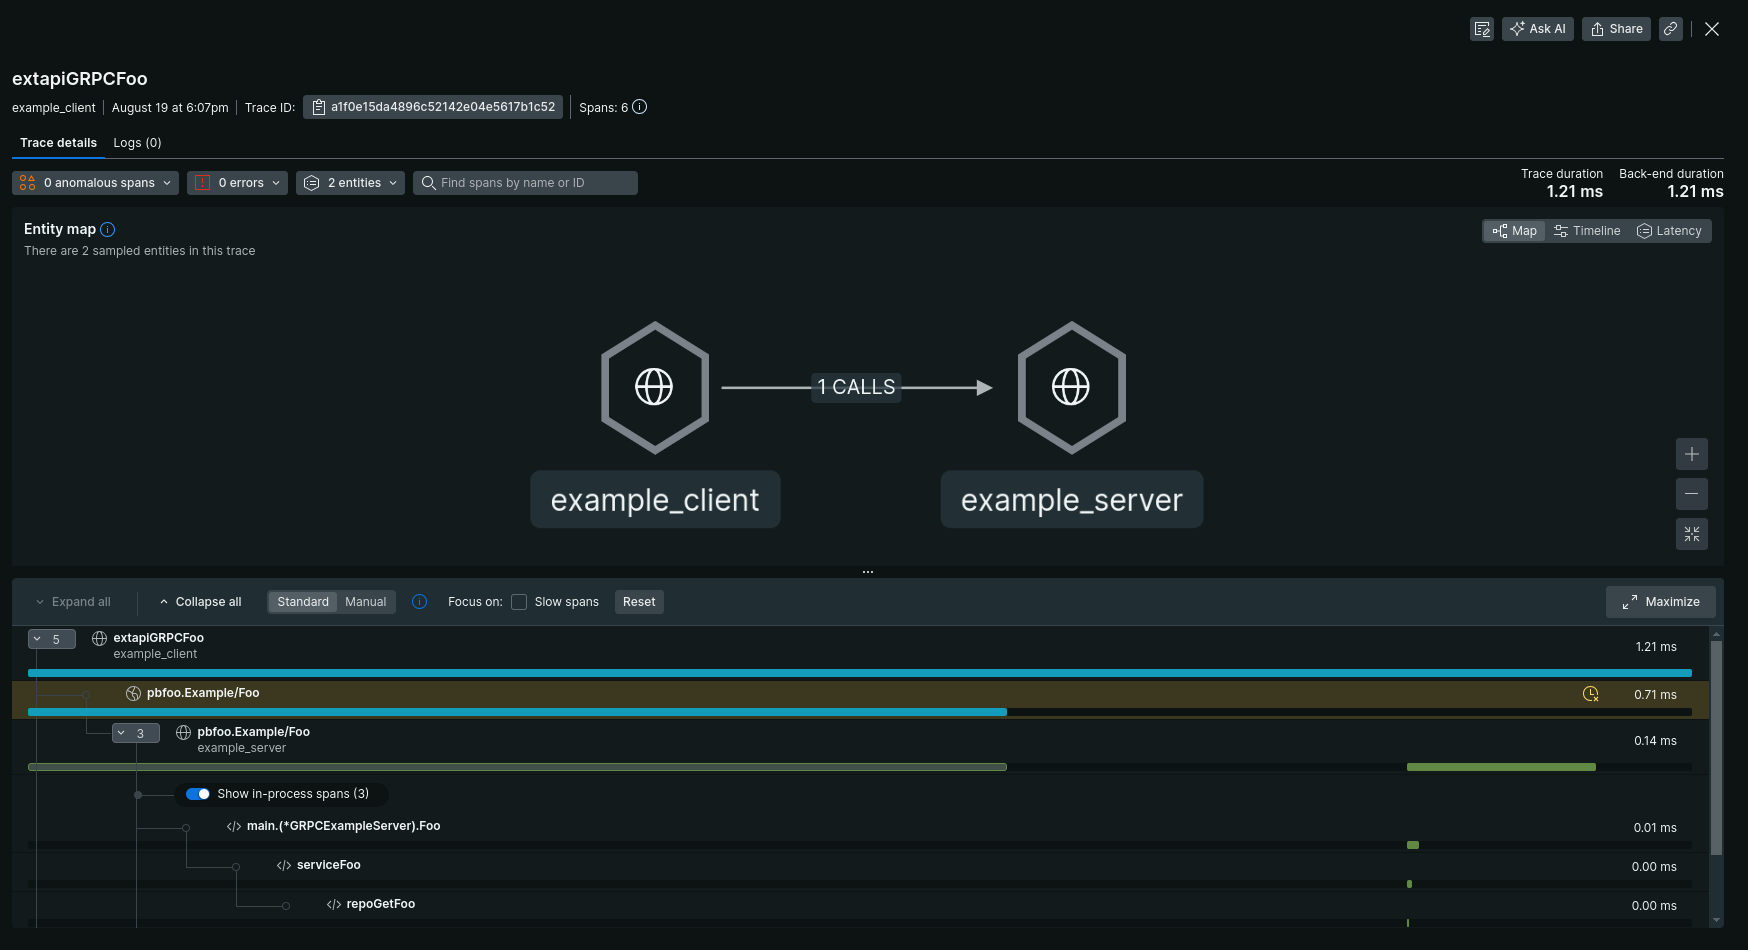 Ask AI
Share
extapiGRPCFoo
example_client August 19 at 6:07pm Trace ID: a1f0e15da4896c52142e04e5617b1c52 Spans: 6
Trace details Logs (0)
0 anomalous spans 0 errors 2 entities Find spans by name or ID
Trace duration Back-end duration
1.21 ms 1.21 ms
Entity map
There are 2 sampled entities in this trace
Map Timeline Latency
1 CALLS
example_client example_server
Expand all Collapse all Standard Manual Focus on: Slow spans Reset Maximize
5 extapiGRPCFoo
example_client
1.21 ms
pbfoo.Example/Foo 0.71 ms
3 pbfoo.Example/Foo
example_server
0.14 ms
Show in-process spans (3)
main.(*GRPCExampleServer).Foo 0.01 ms
serviceFoo 0.00 ms
repoGetFoo 0.00 ms